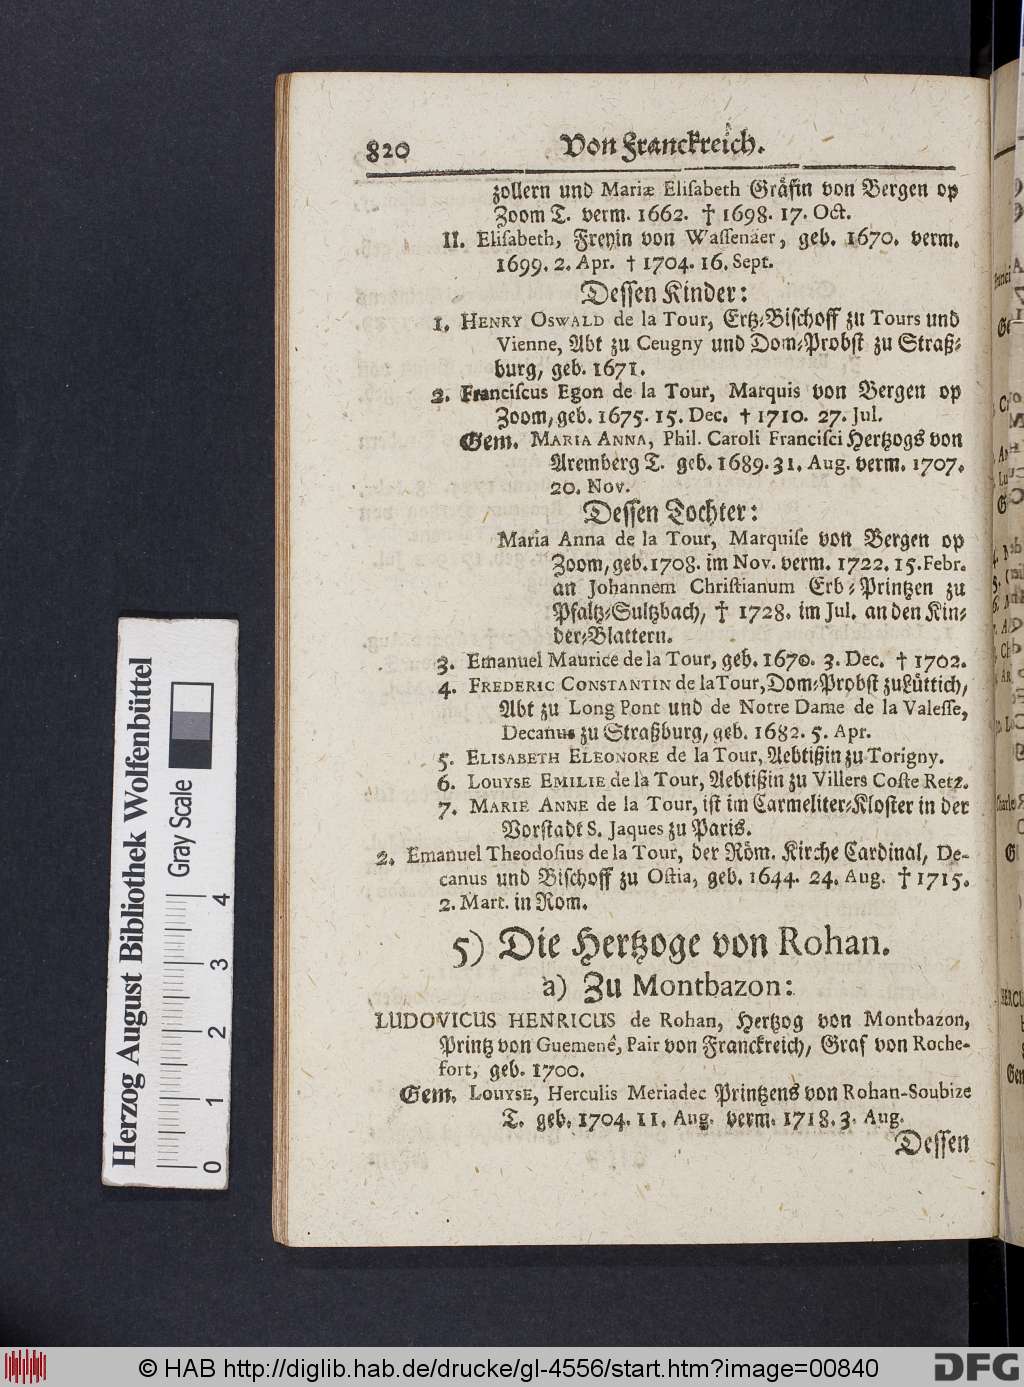 820 Von Franckreich.
zollern und Mariæ Elisabeth Gräfin von Bergen op
Zoom T. verm. 1662. † 1698. 17. Oct.
II. Elisabeth, Freyin von Wassenäer, geb. 1670. verm.
1699. 2. Apr. † 1704. 16. Sept.
Dessen Kinder:
1. HENRY OSWALD de la Tour, Ertz-Bischoff zu Tours und
Vienne, Abt zu Ceugny und Dom-Probst zu Straß-
burg, geb. 1671.
2. Franciscus Egon de la Tour, Marquis von Bergen op
Zoom, geb. 1675. 15. Dec. † 1710. 27. Jul.
Gem. MARIA ANNA, Phil. Caroli Francisci Hertzogs von
Aremberg T. geb. 1689. 31. Aug. verm. 1707.
20. Nov.
Dessen Tochter:
Maria Anna de la Tour, Marquise von Bergen op
Zoom, geb. 1708. im Nov. verm. 1722. 15. Febr.
an Johannem Christianum Erb-Printzen zu
Pfaltz-Sultzbach, † 1728. im Jul. an den Kin-
der-Blattern.
3. Emanuel Maurice de la Tour, geb. 1670. 3. Dec. † 1702.
4. FREDERIC CONSTANTIN de la Tour, Dom-Probst zu Lüttich,
Abt zu Long Pont und de Notre Dame de la Valesse,
Decanus zu Straßburg, geb. 1682. 5. Apr.
5. ELISABETH ELEONORE de la Tour, Aebtißin zu Torigny.
6. LOUYSE EMILIE de la Tour, Aebtißin zu Villers Coste Retz.
7. MARIE ANNE de la Tour, ist im Carmeliter-Kloster in der
Vorstadt S. Jaques zu Paris.
2. Emanuel Theodosius de la Tour, der Röm. Kirche Cardinal, De-
canus und Bischoff zu Ostia, geb. 1644. 24. Aug. † 1715.
2. Mart. in Rom.
5) Die Hertzoge von Rohan.
a) Zu Montbazon:
LUDOVICUS HENRICUS de Rohan, Hertzog von Montbazon,
Printz von Guemenê, Pair von Franckreich, Graf von Roche-
fort, geb. 1700.
Gem. LOUYSE, Herculis Meriadec Printzens von Rohan-Soubize
T. geb. 1704. 11. Aug. verm. 1718. 3. Aug.
Dessen
Herzog August Bibliothek Wolfenbüttel
Gray Scale
0 1 2 3 4
© HAB http://diglib.hab.de/drucke/gl-4556/start.htm?image=00840
DFG